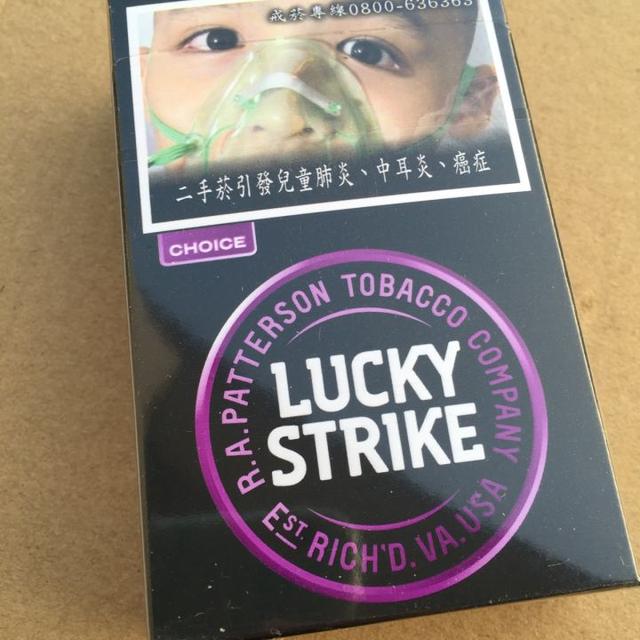 戒菸專線0800-636363
二手菸引發兒童肺炎、中耳炎、癌症
CHOICE
R.A.PATTERSON TOBACCO COMPANY
LUCKY
STRIKE
EST. RICH'D. VA. USA